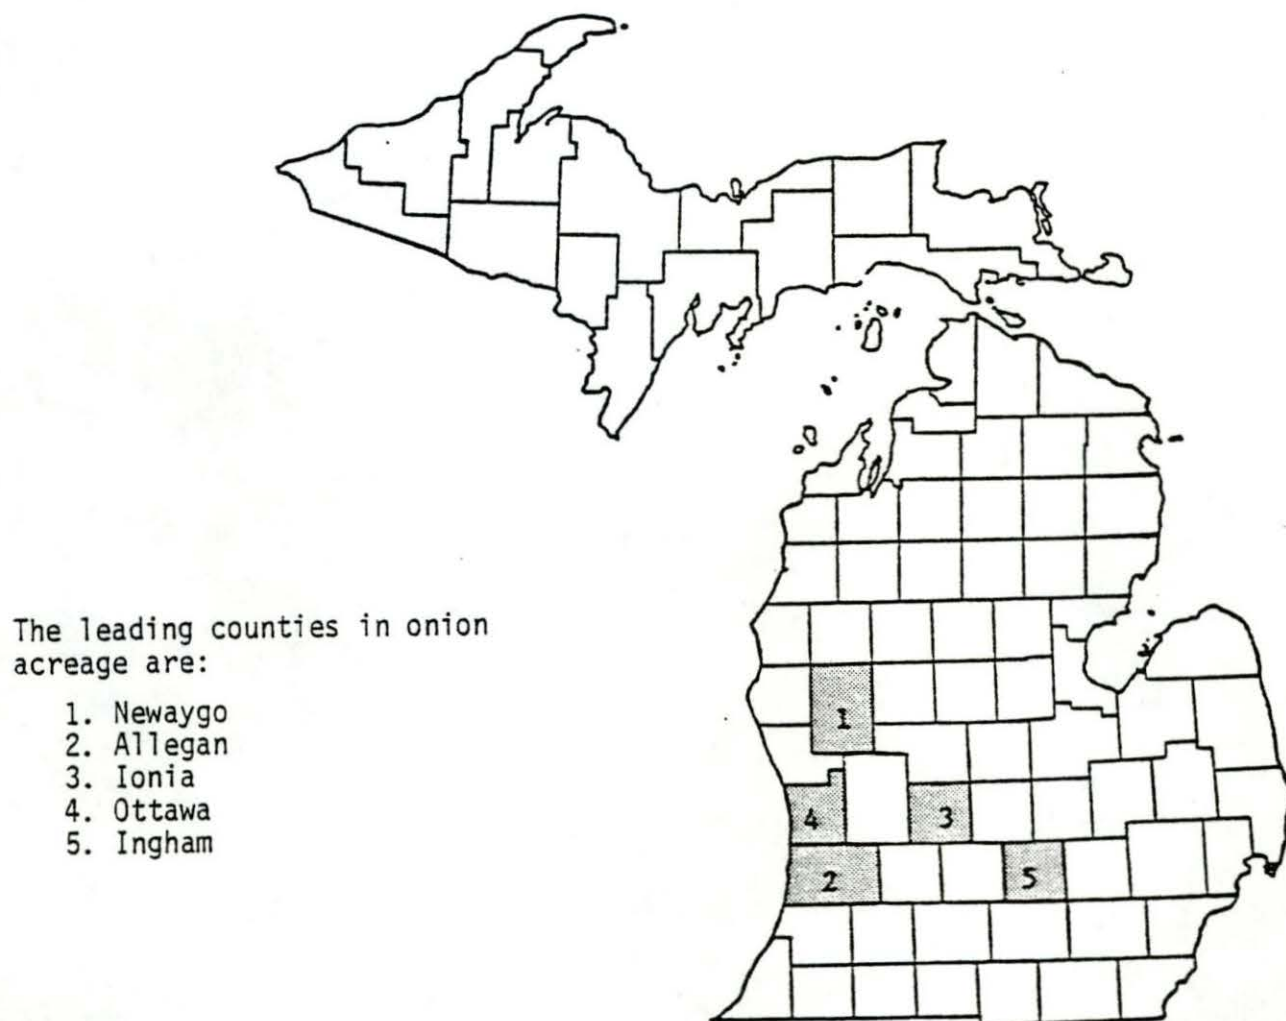 The leading counties in onion
acreage are:
1. Newaygo
2. Allegan
3. Ionia
4. Ottawa
5. Ingham
1
4
3
2
5